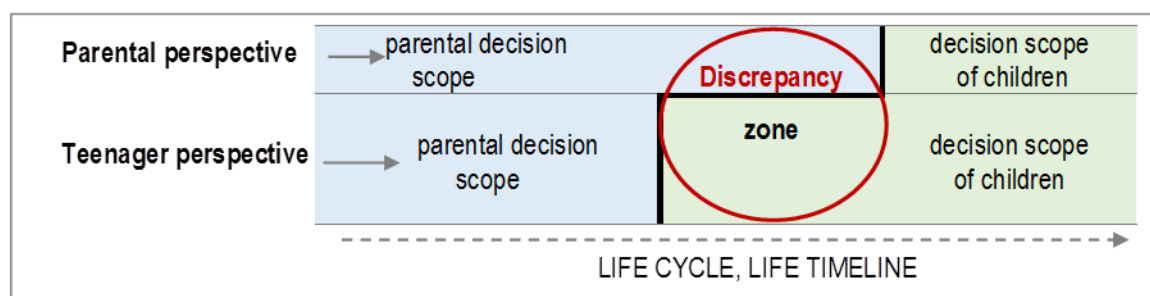 Parental perspective
parental decision
scope
Discrepancy
decision scope
of children
Teenager perspective
parental decision
scope
zone
decision scope
of children
LIFE CYCLE, LIFE TIMELINE